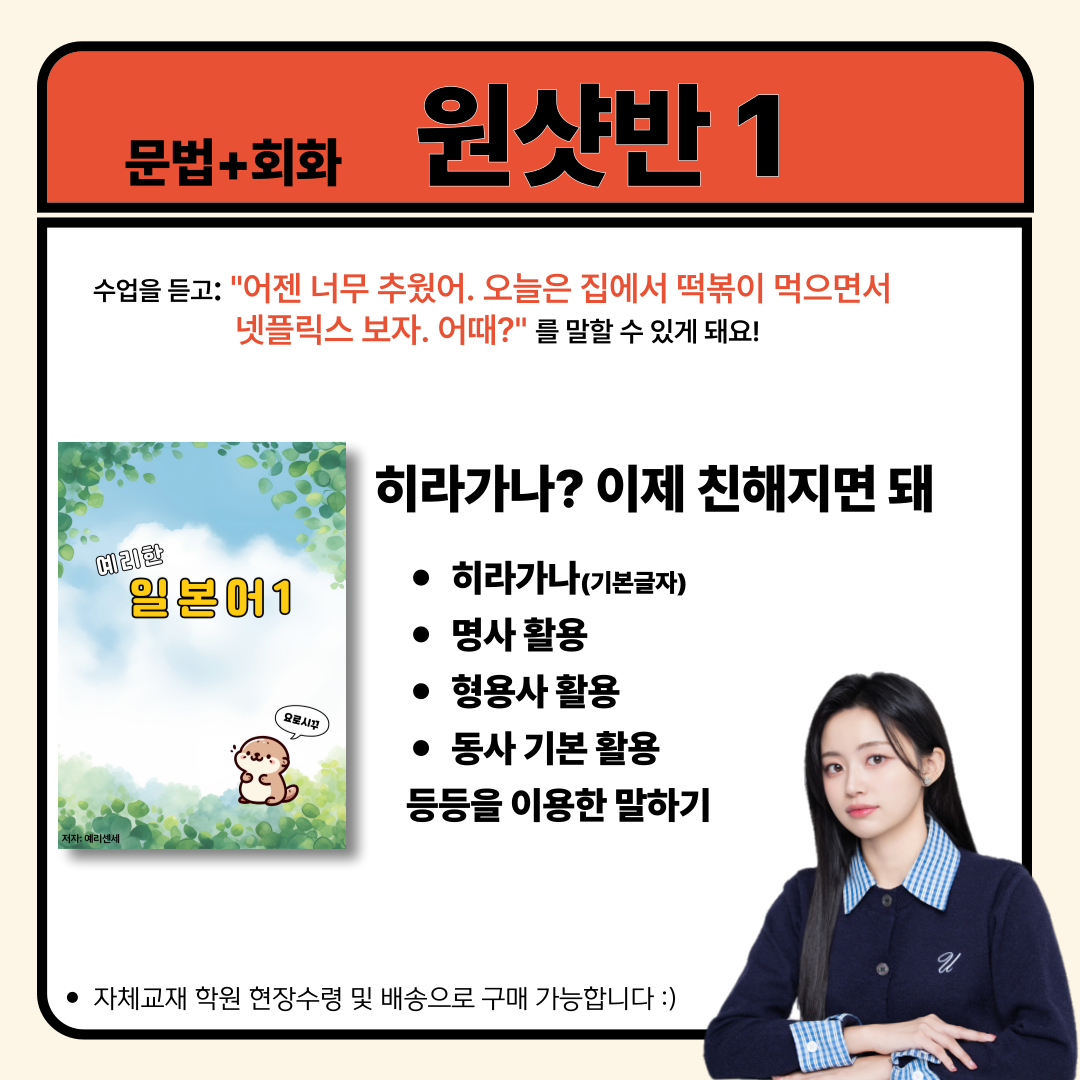 문법+회화 원샷반 1
수업을 듣고: "어젠 너무 추웠어. 오늘은 집에서 떡볶이 먹으면서
넷플릭스 보자. 어때?" 를 말할 수 있게 돼요!
예리한
일본어1
요로시꾸
저자: 예리센세
히라가나? 이제 친해지면 돼
• 히라가나(기본글자)
• 명사 활용
• 형용사 활용
• 동사 기본 활용
등등을 이용한 말하기
U
• 자체교재 학원 현장수령 및 배송으로 구매 가능합니다 :)